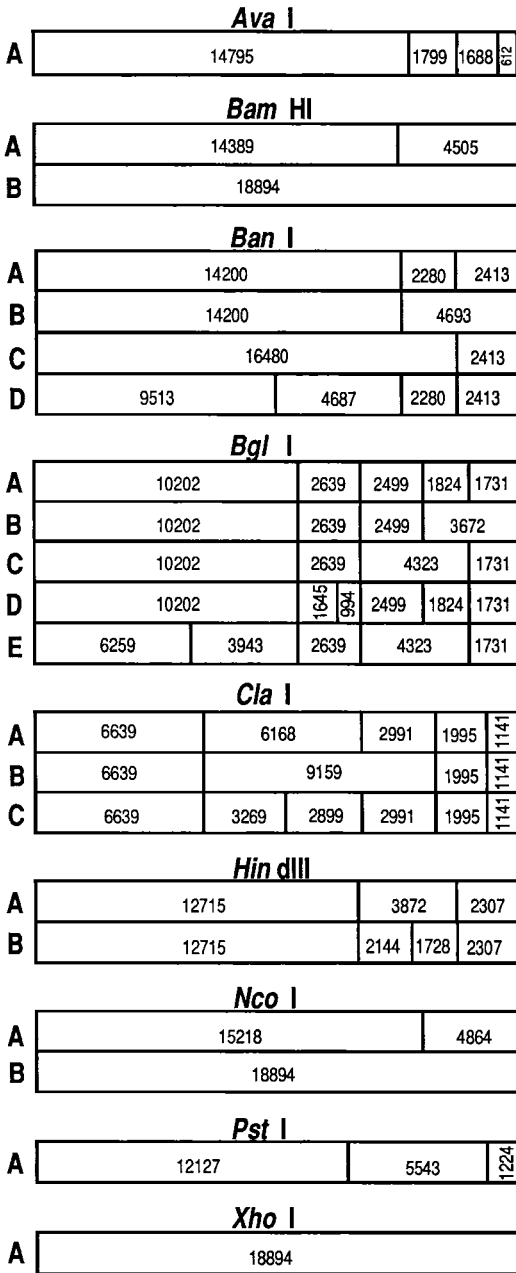 Ava I
A 14795 1799 1688 612
Bam HI
A 14389 4505
B 18894
Ban I
A 14200 2280 2413
B 14200 4693
C 16480 2413
D 9513 4687 2280 2413
Bgl I
A 10202 2639 2499 1824 1731
B 10202 2639 2499 3672
C 10202 2639 4323 1731
D 10202 1645 994 2499 1824 1731
E 6259 3943 2639 4323 1731
Cla I
A 6639 6168 2991 1995 1141
B 6639 9159 1995 1141
C 6639 3269 2899 2991 1995 1141
Hin dIII
A 12715 3872 2307
B 12715 2144 1728 2307
Nco I
A 15218 4864
B 18894
Pst I
A 12127 5543 1224
Xho I
A 18894